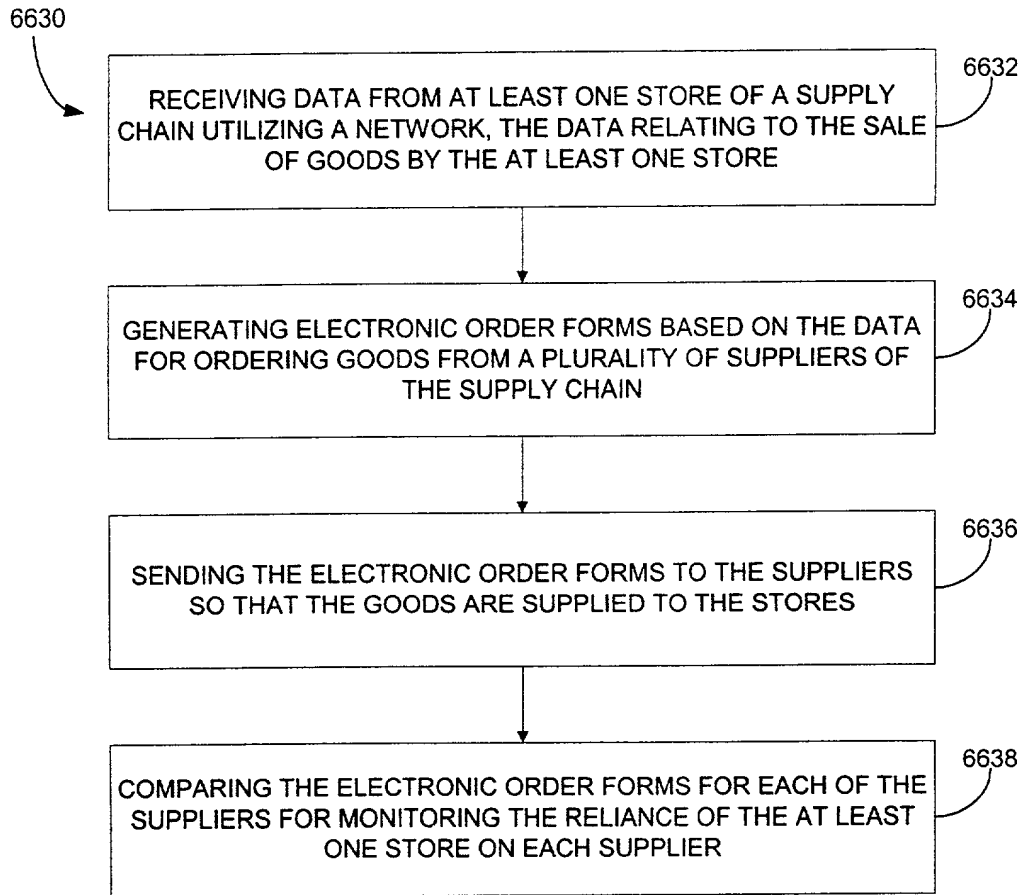 6630
6632
RECEIVING DATA FROM AT LEAST ONE STORE OF A SUPPLY
CHAIN UTILIZING A NETWORK, THE DATA RELATING TO THE SALE
OF GOODS BY THE AT LEAST ONE STORE
6634
GENERATING ELECTRONIC ORDER FORMS BASED ON THE DATA
FOR ORDERING GOODS FROM A PLURALITY OF SUPPLIERS OF
THE SUPPLY CHAIN
6636
SENDING THE ELECTRONIC ORDER FORMS TO THE SUPPLIERS
SO THAT THE GOODS ARE SUPPLIED TO THE STORES
6638
COMPARING THE ELECTRONIC ORDER FORMS FOR EACH OF THE
SUPPLIERS FOR MONITORING THE RELIANCE OF THE AT LEAST
ONE STORE ON EACH SUPPLIER